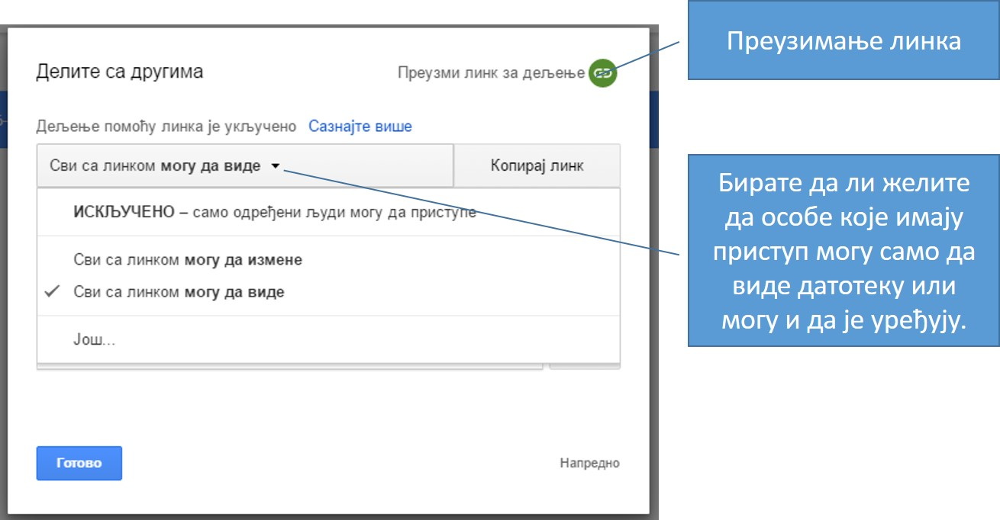 Делите са другима
Преузми линк за дељење
Преузимање линка
Дељење помоћу линка је укључено Сазнајте више
Сви са линком могу да виде
Копирај линк
ИСКЉУЧЕНО – само одређени људи могу да приступе
Сви са линком могу да измене
Сви са линком могу да виде
Још...
Бирате да ли желите
да особе које имају
приступ могу само да
виде датотеку или
могу и да је уређују.
Готово
Напредно